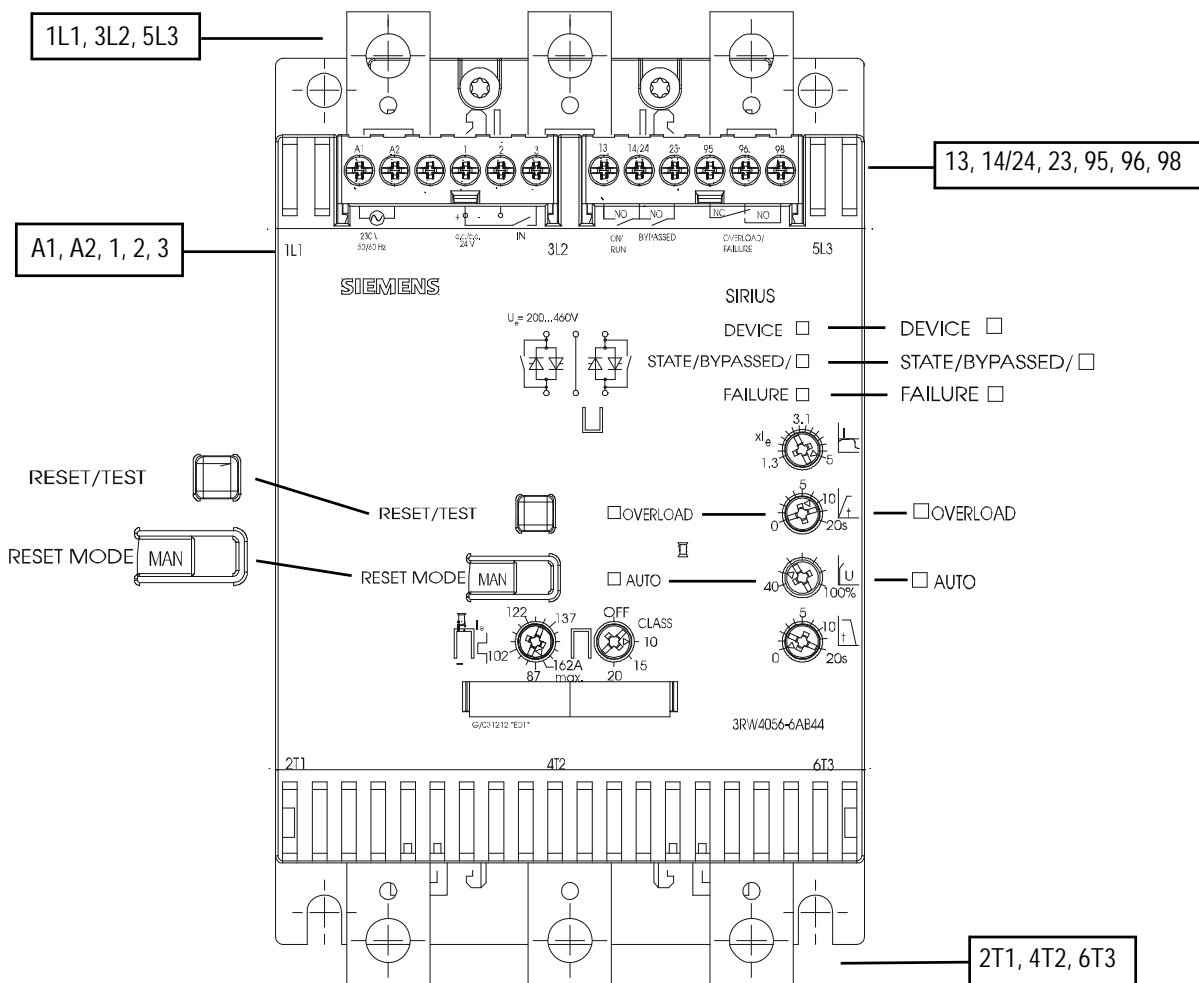 1L1, 3L2, 5L3
A1 A2 1 2 3 13 14/24 23 95 96 98
13, 14/24, 23, 95, 96, 98
+ - NO NO NC NO
230V 50/60 Hz
24 V
IN
ON/
RUN
BYPASSED
OVERLOAD/
FAILURE
A1, A2, 1, 2, 3
1L1 3L2 5L3
SIEMENS
SIRIUS
Ue= 200...460V
DEVICE
DEVICE
STATE/BYPASSED/
STATE/BYPASSED/
FAILURE
FAILURE
xIe 1.3 3.1 5 I
RESET/TEST
RESET/TEST
OVERLOAD
0 5 10 20s t
OVERLOAD
RESET MODE MAN
RESET MODE MAN
AUTO
40 100% U
AUTO
Ie 87 102 122 137 162A
max.
OFF CLASS
10
15
20
0 5 10 20s t
G/031212 "E01"
3RW4056-6AB44
2T1 4T2 6T3
2T1, 4T2, 6T3